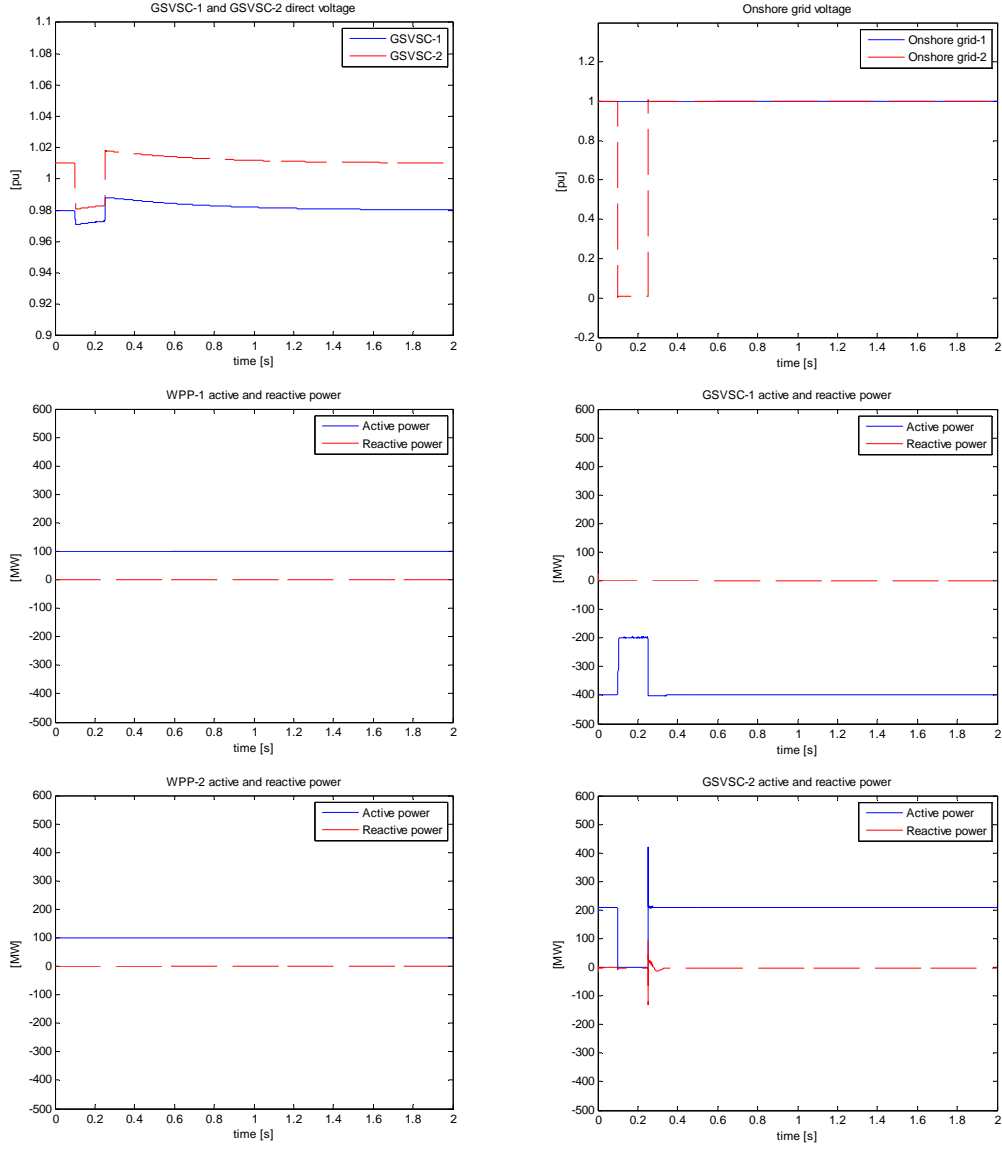 GSVSC-1 and GSVSC-2 direct voltage
1.1
1.08
1.06
1.04
1.02
1
0.98
0.96
0.94
0.92
0.9
[pu]
GSVSC-1
GSVSC-2
0 0.2 0.4 0.6 0.8 1 1.2 1.4 1.6 1.8 2
time [s]
Onshore grid voltage
1.2
1
0.8
0.6
0.4
0.2
0
-0.2
[pu]
Onshore grid-1
Onshore grid-2
0 0.2 0.4 0.6 0.8 1 1.2 1.4 1.6 1.8 2
time [s]
WPP-1 active and reactive power
600
500
400
300
200
100
0
-100
-200
-300
-400
-500
[MW]
Active power
Reactive power
0 0.2 0.4 0.6 0.8 1 1.2 1.4 1.6 1.8 2
time [s]
GSVSC-1 active and reactive power
600
500
400
300
200
100
0
-100
-200
-300
-400
-500
[MW]
Active power
Reactive power
0 0.2 0.4 0.6 0.8 1 1.2 1.4 1.6 1.8 2
time [s]
WPP-2 active and reactive power
600
500
400
300
200
100
0
-100
-200
-300
-400
-500
[MW]
Active power
Reactive power
0 0.2 0.4 0.6 0.8 1 1.2 1.4 1.6 1.8 2
time [s]
GSVSC-2 active and reactive power
600
500
400
300
200
100
0
-100
-200
-300
-400
-500
[MW]
Active power
Reactive power
0 0.2 0.4 0.6 0.8 1 1.2 1.4 1.6 1.8 2
time [s]